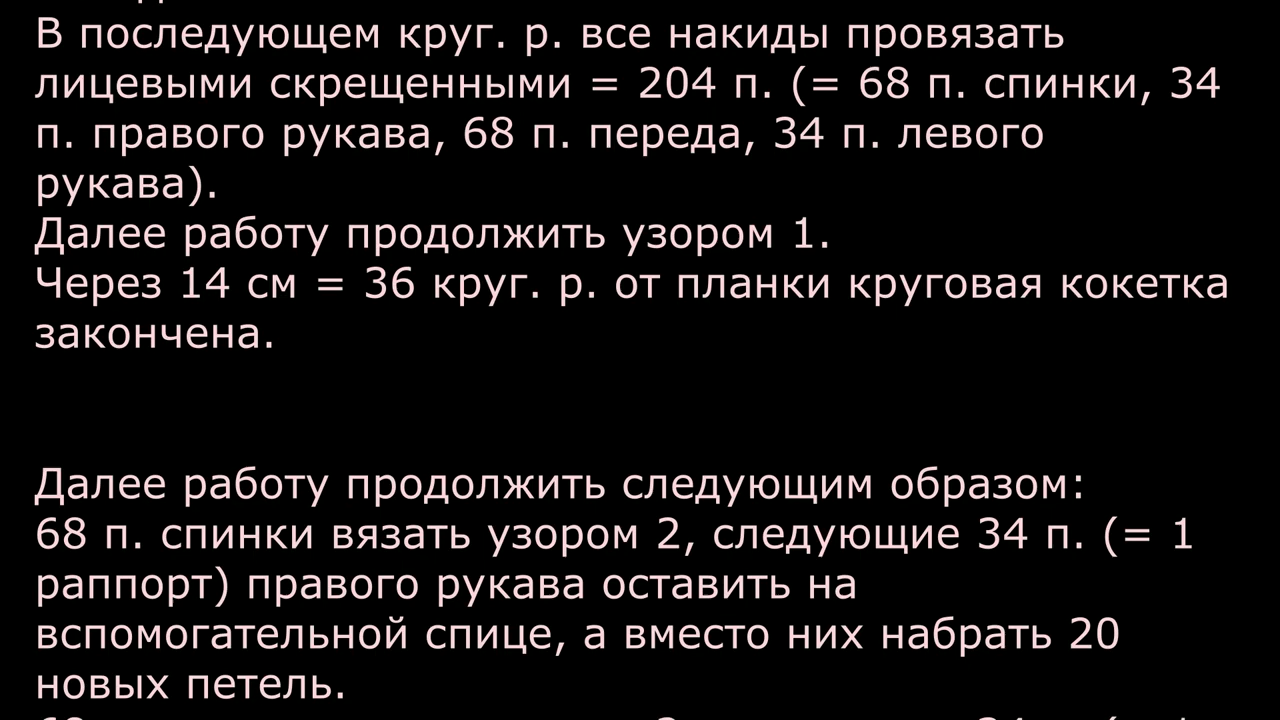 В последующем круг. р. все накиды провязать
лицевыми скрещенными = 204 п. (= 68 п. спинки, 34
п. правого рукава, 68 п. переда, 34 п. левого
рукава).
Далее работу продолжить узором 1.
Через 14 см = 36 круг. р. от планки круговая кокетка
закончена.
Далее работу продолжить следующим образом:
68 п. спинки вязать узором 2, следующие 34 п. (= 1
раппорт) правого рукава оставить на
вспомогательной спице, а вместо них набрать 20
новых петель.